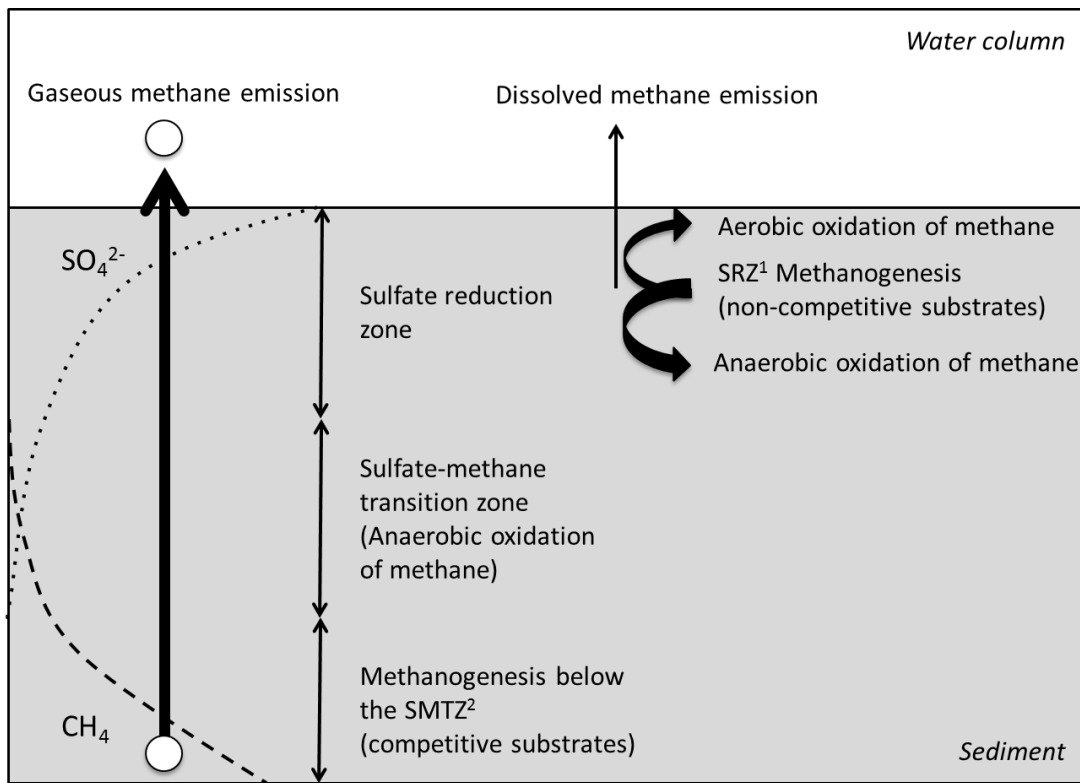 Water column
Gaseous methane emission
Dissolved methane emission
SO₄²⁻
Sulfate reduction
zone
Aerobic oxidation of methane
SRZ¹ Methanogenesis
(non-competitive substrates)
Anaerobic oxidation of methane
Sulfate-methane
transition zone
(Anaerobic oxidation
of methane)
Methanogenesis below
the SMTZ²
(competitive substrates)
CH₄
Sediment